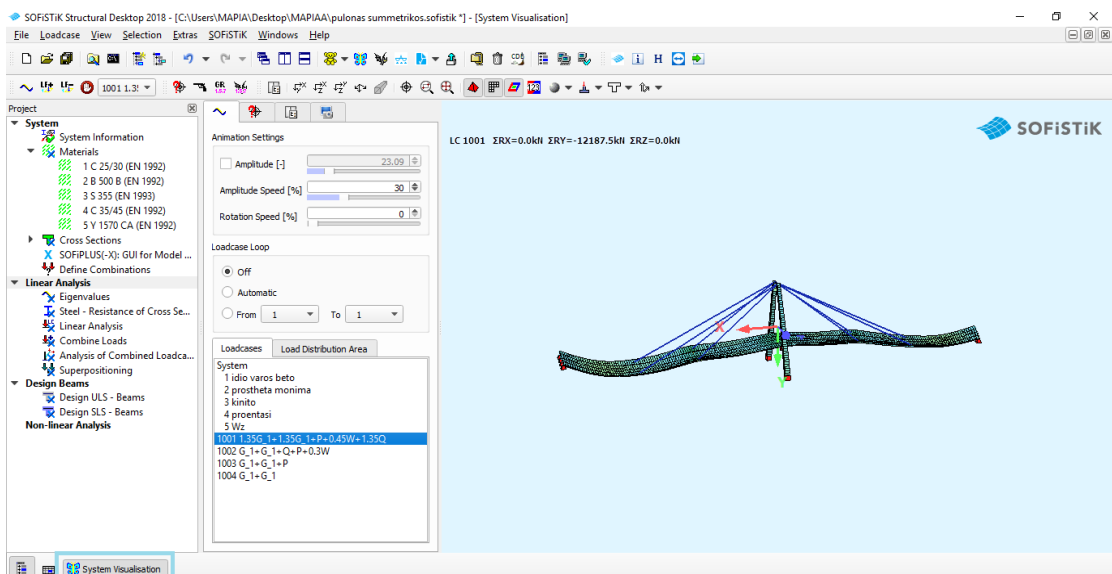 SOFiSTiK Structural Desktop 2018 - [C:\Users\MAPIA\Desktop\MAPIAA\pulonas summetrikos.sofistik *] - [System Visualisation]
File Loadcase View Selection Extras SOFiSTiK Windows Help
1001 1.3!
GR
H
123
Project
System
System Information
Materials
1 C 25/30 (EN 1992)
2 B 500 B (EN 1992)
3 S 355 (EN 1993)
4 C 35/45 (EN 1992)
5 Y 1570 CA (EN 1992)
Cross Sections
SOFiPLUS(-X): GUI for Model ...
Define Combinations
Linear Analysis
Eigenvalues
Steel - Resistance of Cross Se...
Linear Analysis
Combine Loads
Analysis of Combined Loadca...
Superpositioning
Design Beams
Design ULS - Beams
Design SLS - Beams
Non-linear Analysis
Animation Settings
Amplitude [-] 23.09
Amplitude Speed [%] 30
Rotation Speed [%] 0
Loadcase Loop
Off
Automatic
From 1 To 1
Loadcases Load Distribution Area
System
1 idio varos beto
2 prostheta monima
3 kinito
4 proentasi
5 Wz
1001 1.35G_1+1.35G_1+P+0.45W+1.35Q
1002 G_1+G_1+Q+P+0.3W
1003 G_1+G_1+P
1004 G_1+G_1
LC 1001 ΣRX=0.0kN ΣRY=-12187.5kN ΣRZ=0.0kN
SOFiSTiK
X
Y
System Visualisation